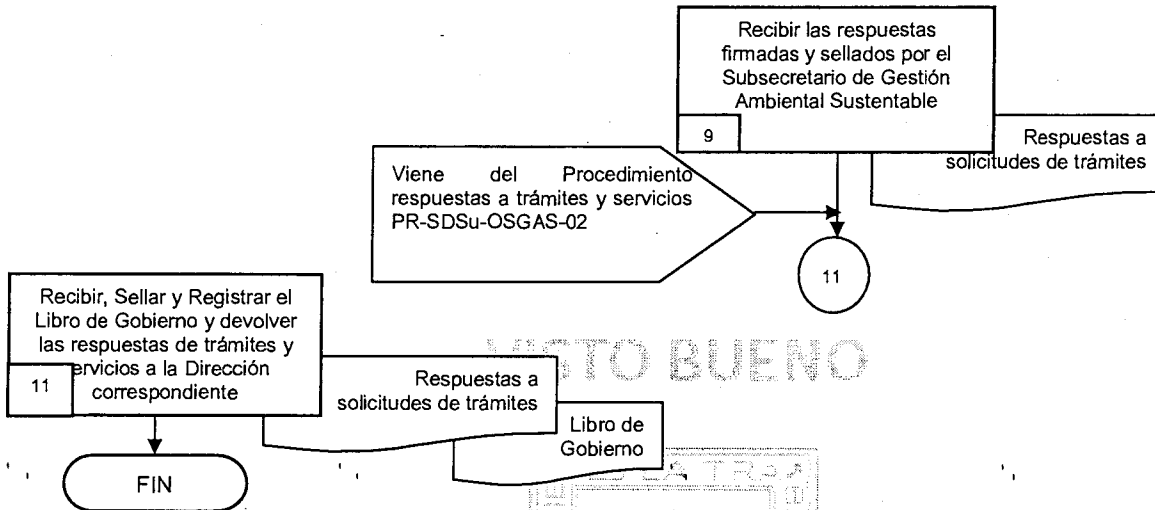 Recibir las respuestas
firmadas y sellados por el
Subsecretario de Gestión
Ambiental Sustentable
9
Respuestas a
solicitudes de trámites
Viene del Procedimiento
respuestas a trámites y servicios
PR-SDSu-OSGAS-02
11
Recibir, Sellar y Registrar el
Libro de Gobierno y devolver
las respuestas de trámites y
servicios a la Dirección
correspondiente
11
Respuestas a
solicitudes de trámites
Libro de
Gobierno
FIN
VISTO BUENO